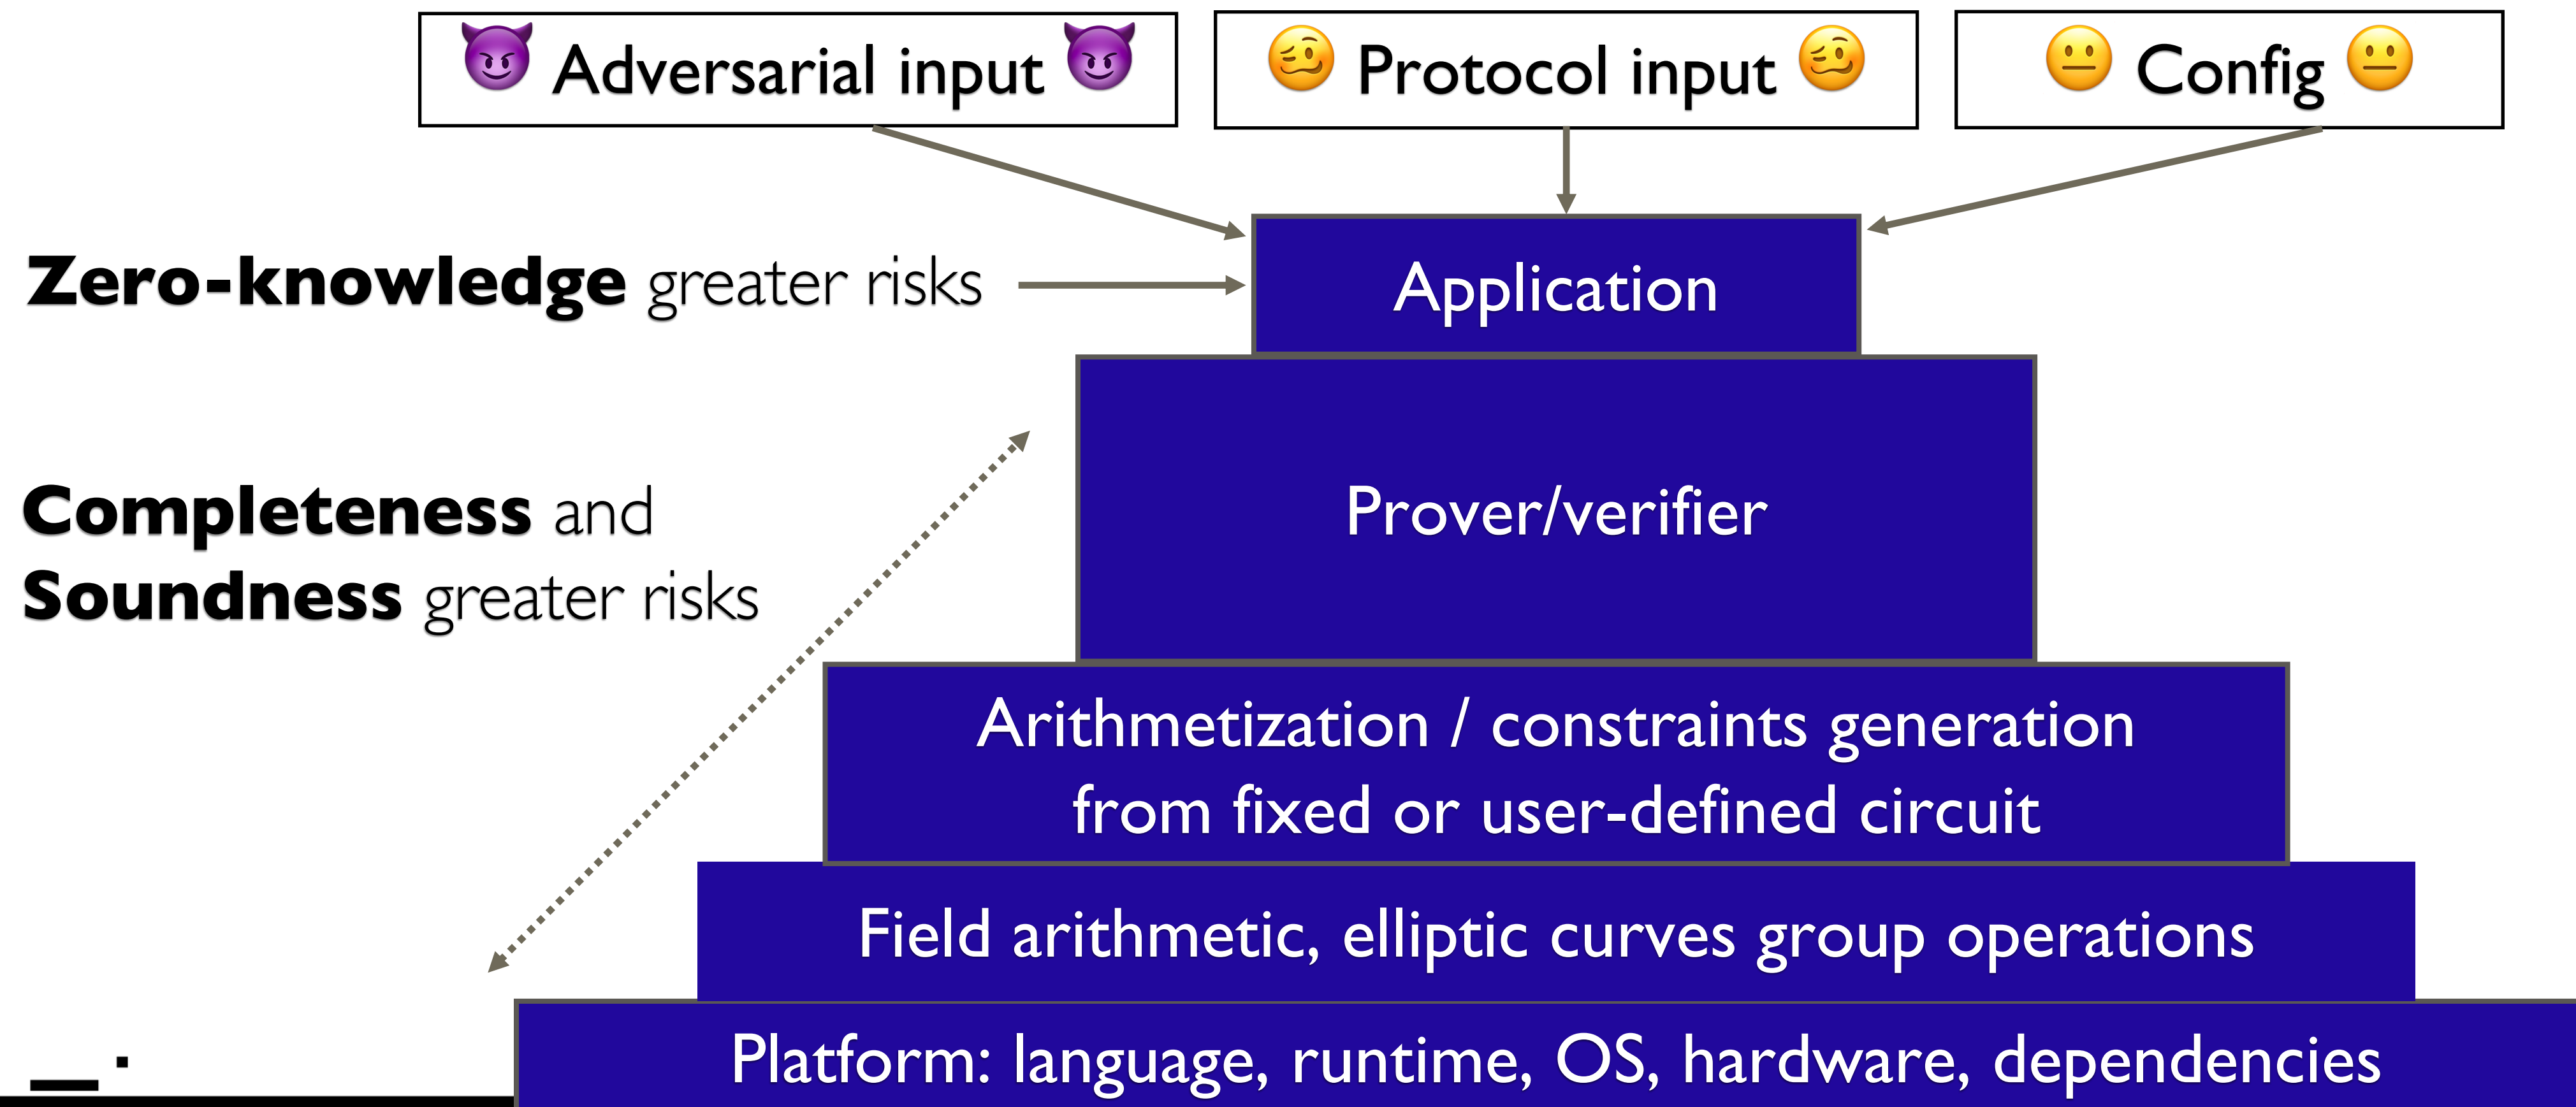 😈 Adversarial input 😈
🥴 Protocol input 🥴
😐 Config 😐
Zero-knowledge greater risks
Application
Completeness and
Soundness greater risks
Prover/verifier
Arithmetization / constraints generation
from fixed or user-defined circuit
Field arithmetic, elliptic curves group operations
Platform: language, runtime, OS, hardware, dependencies